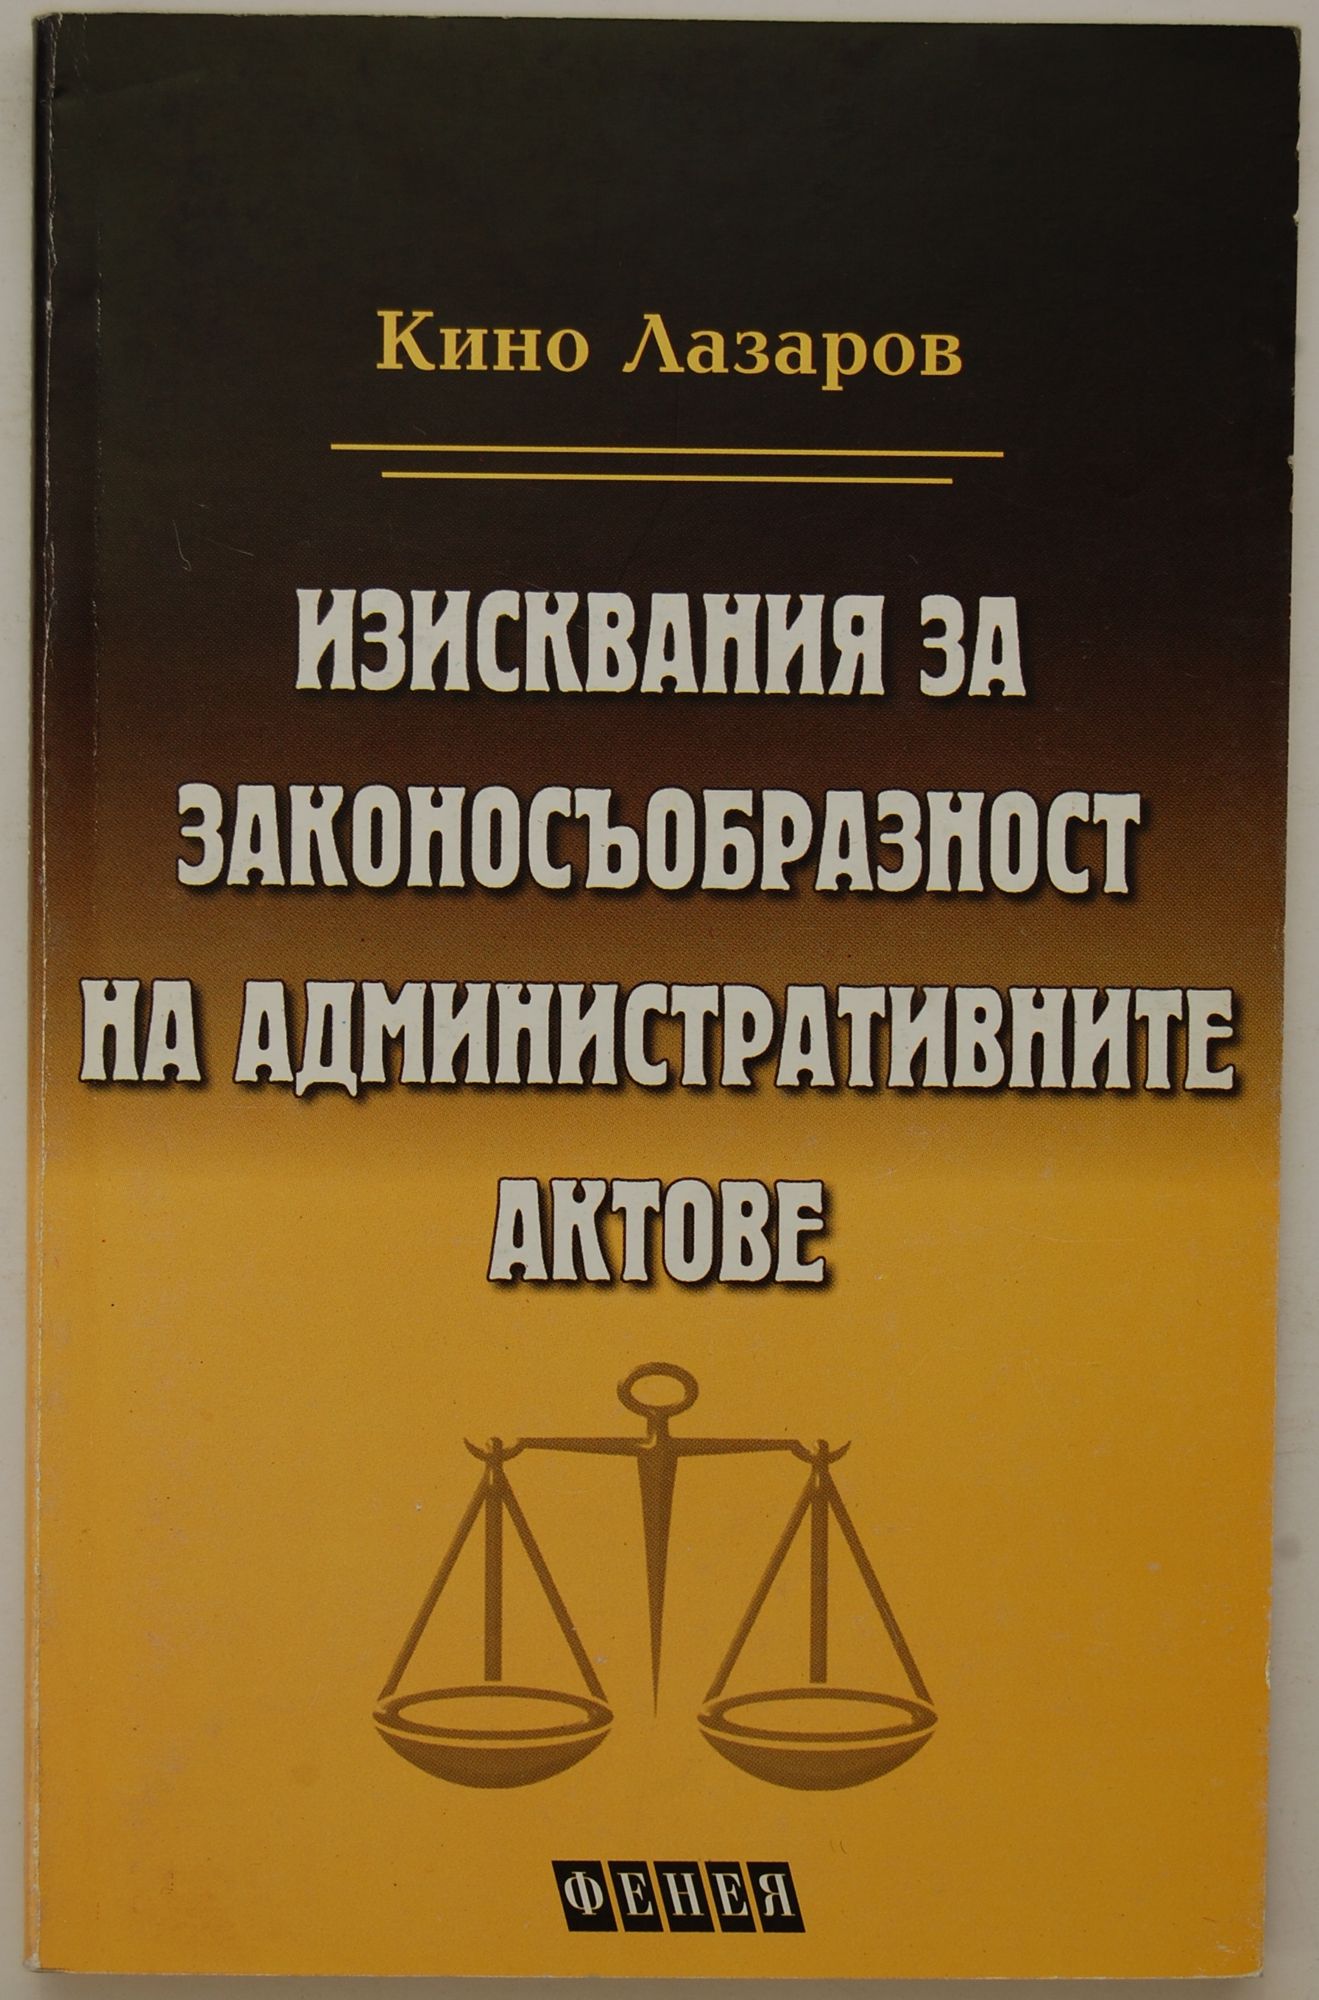 Кино Лазаров
ИЗИСКВАНИЯ ЗА
ЗАКОНОСЪОБРАЗНОСТ
НА АДМИНИСТРАТИВНИТЕ
АКТОВЕ
ФЕНЕЯ